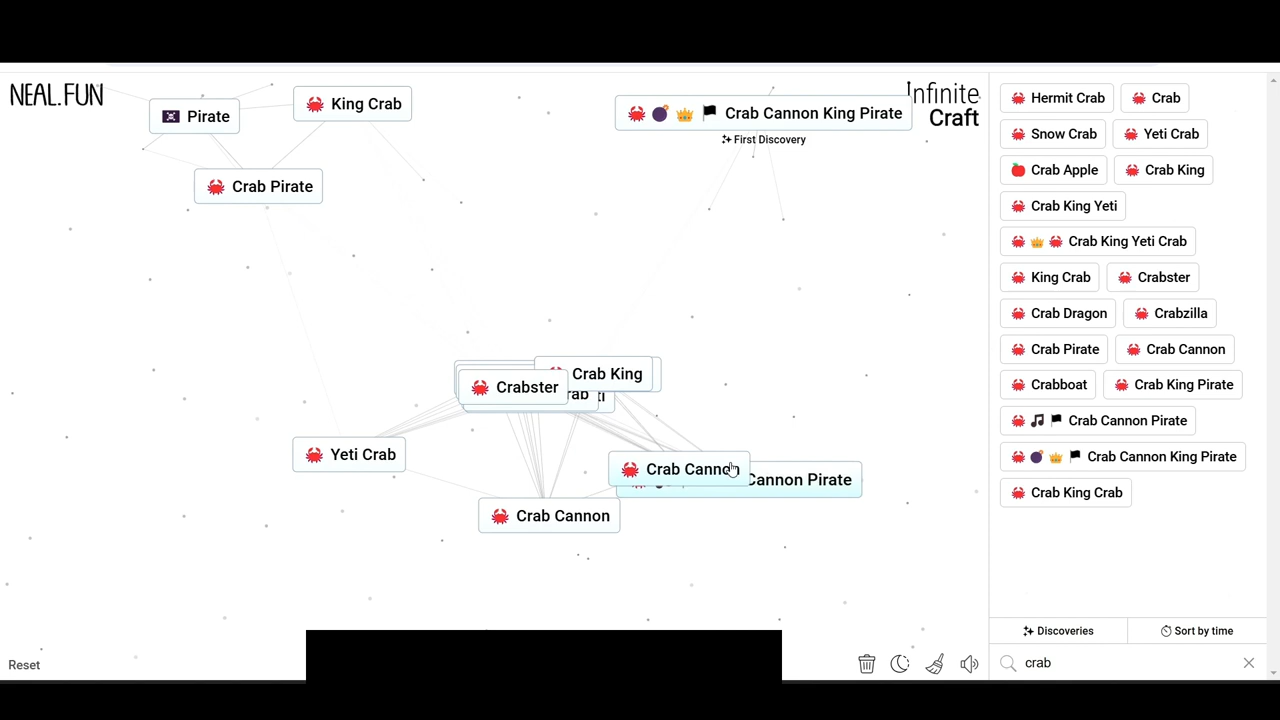 NEAL.FUN
Pirate
King Crab
Crab Cannon King Pirate
First Discovery
Infinite
Craft
Crab Pirate
Crab King
Crabster
Yeti Crab
Crab Cannon
Cannon Pirate
Crab Cannon
Reset
Hermit Crab
Crab
Snow Crab
Yeti Crab
Crab Apple
Crab King
Crab King Yeti
Crab King Yeti Crab
King Crab
Crabster
Crab Dragon
Crabzilla
Crab Pirate
Crab Cannon
Crabboat
Crab King Pirate
Crab Cannon Pirate
Crab Cannon King Pirate
Crab King Crab
Discoveries
Sort by time
crab